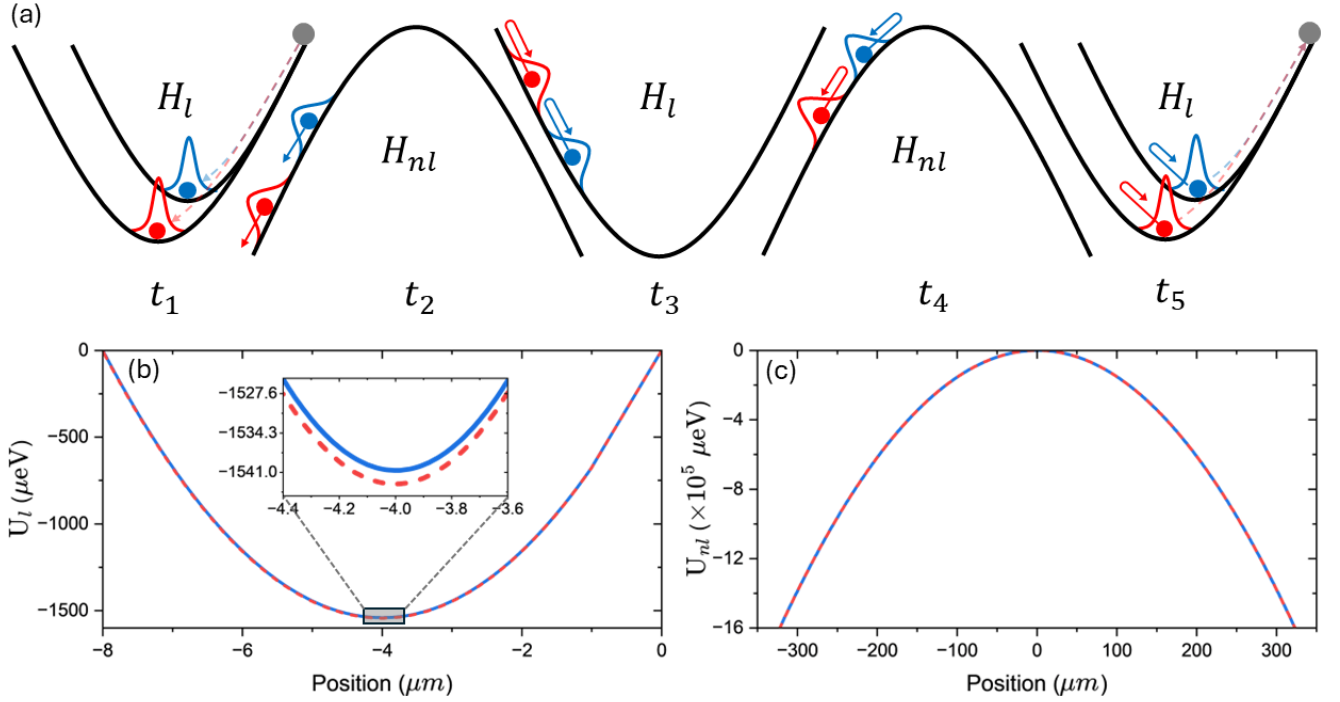 (a)
H_l
H_nl
H_l
H_nl
H_l
t_1
t_2
t_3
t_4
t_5
(b)
0
−500
−1000
−1500
U_l (μeV)
−1527.6
−1534.3
−1541.0
−4.4 −4.2 −4.0 −3.8 −3.6
−8 −6 −4 −2 0
Position (μm)
(c)
0
−4
−8
−12
−16
U_nl (×10^5 μeV)
−300 −200 −100 0 100 200 300
Position (μm)